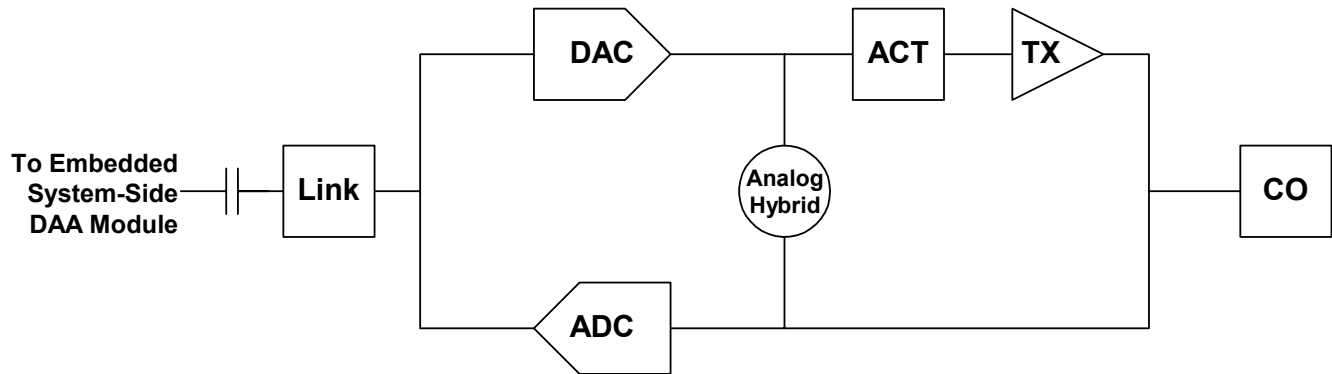 To Embedded
System-Side
DAA Module
Link
DAC
ACT
TX
Analog
Hybrid
ADC
CO